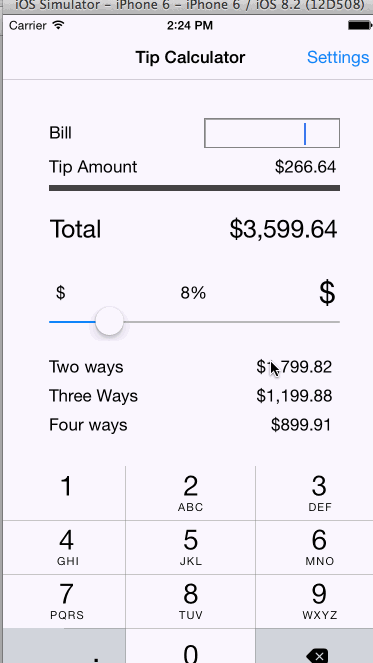 iOS Simulator - iPhone 6 - iPhone 6 / iOS 8.2 (12D508)
Carrier 2:24 PM
Tip Calculator Settings
Bill
Tip Amount $266.64
Total $3,599.64
$ 8% $
Two ways $1,799.82
Three Ways $1,199.88
Four ways $899.91
1 2 3
ABC DEF
4 5 6
GHI JKL MNO
7 8 9
PQRS TUV WXYZ
. 0